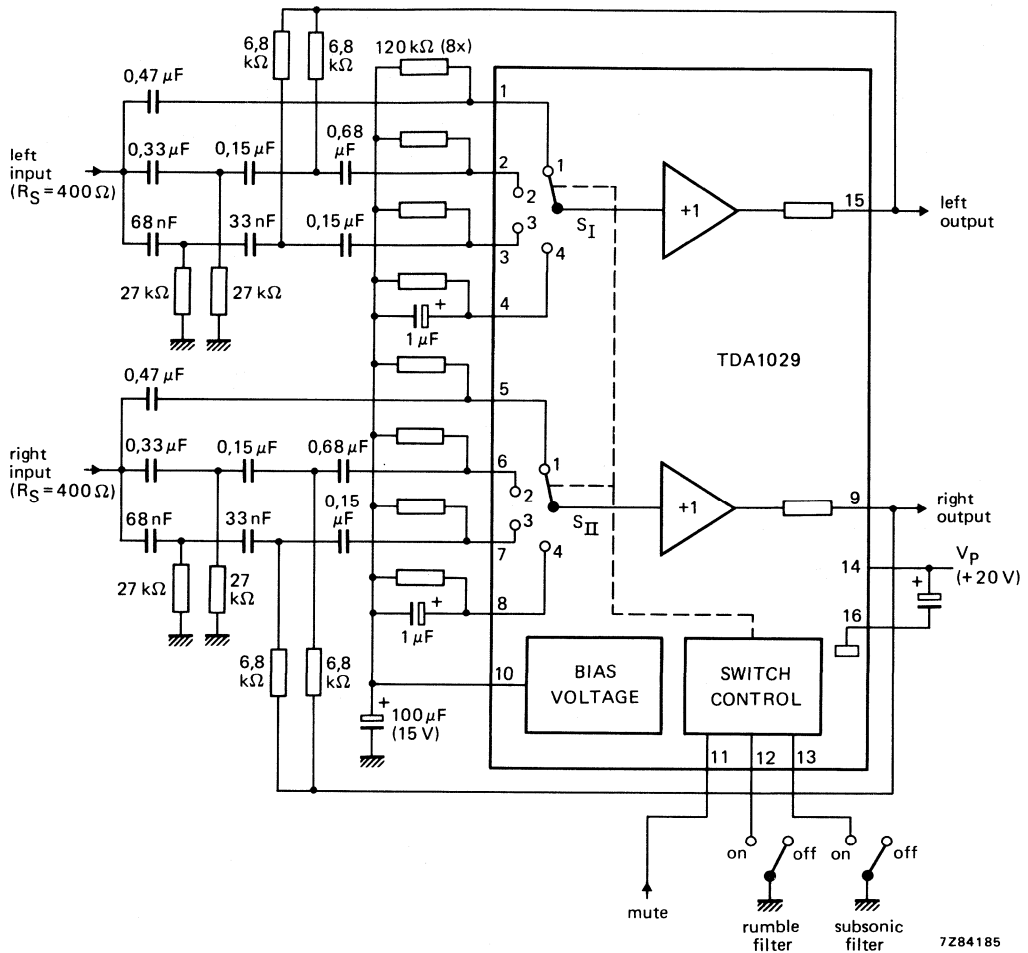 6,8
kΩ
6,8
kΩ
120 kΩ (8x)
0,47 μF
1
0,33 μF
0,15 μF
0,68
μF
2
1
left
input
(RS = 400 Ω)
2
+1
15
left
output
68 nF
33 nF
0,15 μF
3
3
SI
4
27 kΩ
27 kΩ
4
+
1 μF
TDA1029
0,47 μF
5
right
input
(RS = 400 Ω)
0,33 μF
0,15 μF
0,68 μF
6
1
2
+1
9
right
output
68 nF
33 nF
0,15
μF
3
7
SII
4
14
VP
(+ 20 V)
+
27 kΩ
27
kΩ
8
+
1 μF
16
6,8
kΩ
6,8
kΩ
10
BIAS
VOLTAGE
SWITCH
CONTROL
+
100 μF
(15 V)
11
12
13
on
off
on
off
mute
rumble
filter
subsonic
filter
7Z84185